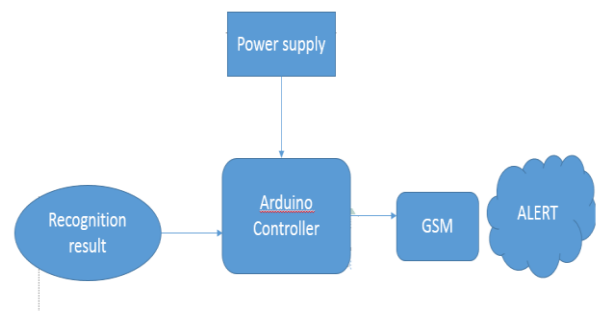 Power supply
Recognition
result
Arduino
Controller
GSM
ALERT